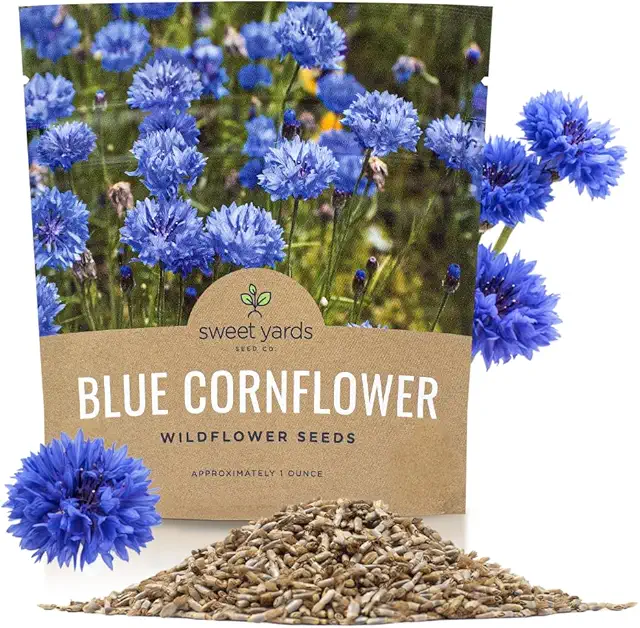 sweet yards
SEED CO.
BLUE CORNFLOWER
WILDFLOWER SEEDS
APPROXIMATELY 1 OUNCE